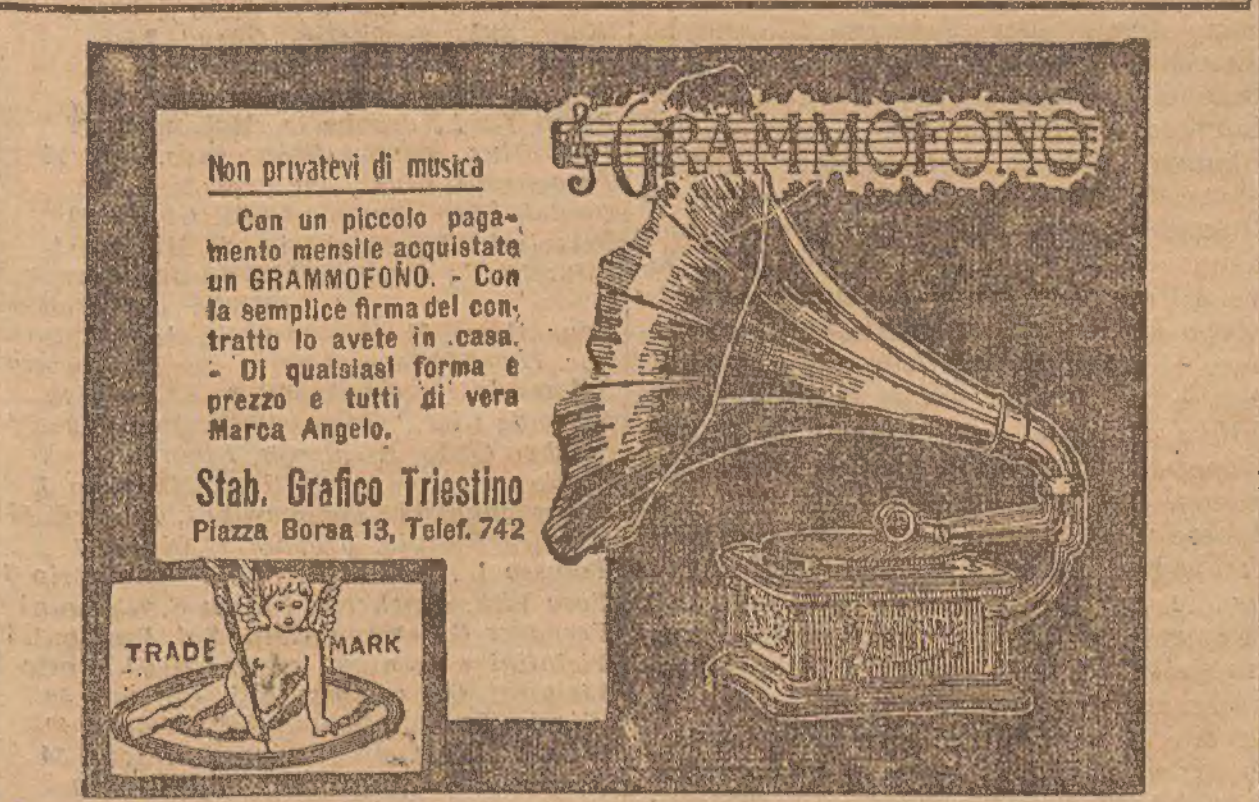 GRAMMOFONO
Non privatevi di musica
Con un piccolo paga-
mento mensile acquistate
un GRAMMOFONO. - Con
la semplice firma del con-
tratto lo avete in casa.
- Di qualsiasi forma e
prezzo e tutti di vera
Marca Angelo.
Stab. Grafico Triestino
Piazza Borsa 13, Telef. 742
TRADE MARK